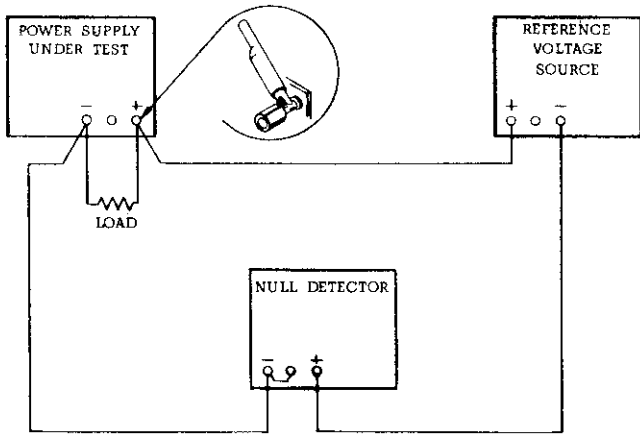 POWER SUPPLY
UNDER TEST
- +
REFERENCE
VOLTAGE
SOURCE
+ -
LOAD
NULL DETECTOR
- +